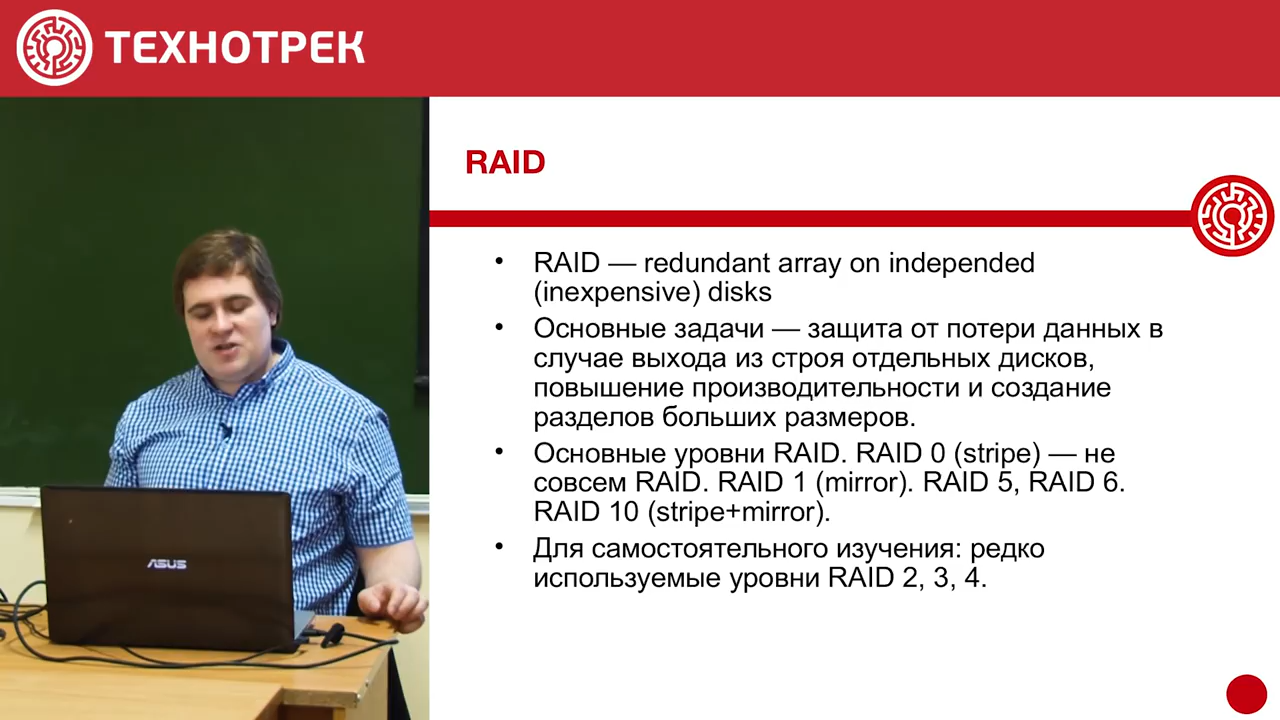 ТЕХНОТРЕК
RAID
• RAID — redundant array on independed
(inexpensive) disks
• Основные задачи — защита от потери данных в
случае выхода из строя отдельных дисков,
повышение производительности и создание
разделов больших размеров.
• Основные уровни RAID. RAID 0 (stripe) — не
совсем RAID. RAID 1 (mirror). RAID 5, RAID 6.
RAID 10 (stripe+mirror).
• Для самостоятельного изучения: редко
используемые уровни RAID 2, 3, 4.
ASUS